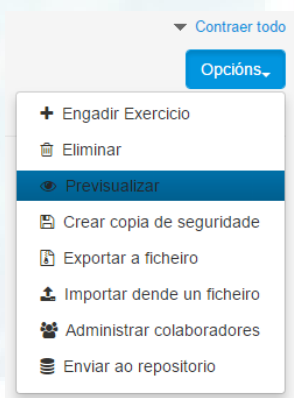 Contraer todo
Opcións
Engadir Exercicio
Eliminar
Previsualizar
Crear copia de seguridade
Exportar a ficheiro
Importar dende un ficheiro
Administrar colaboradores
Enviar ao repositorio